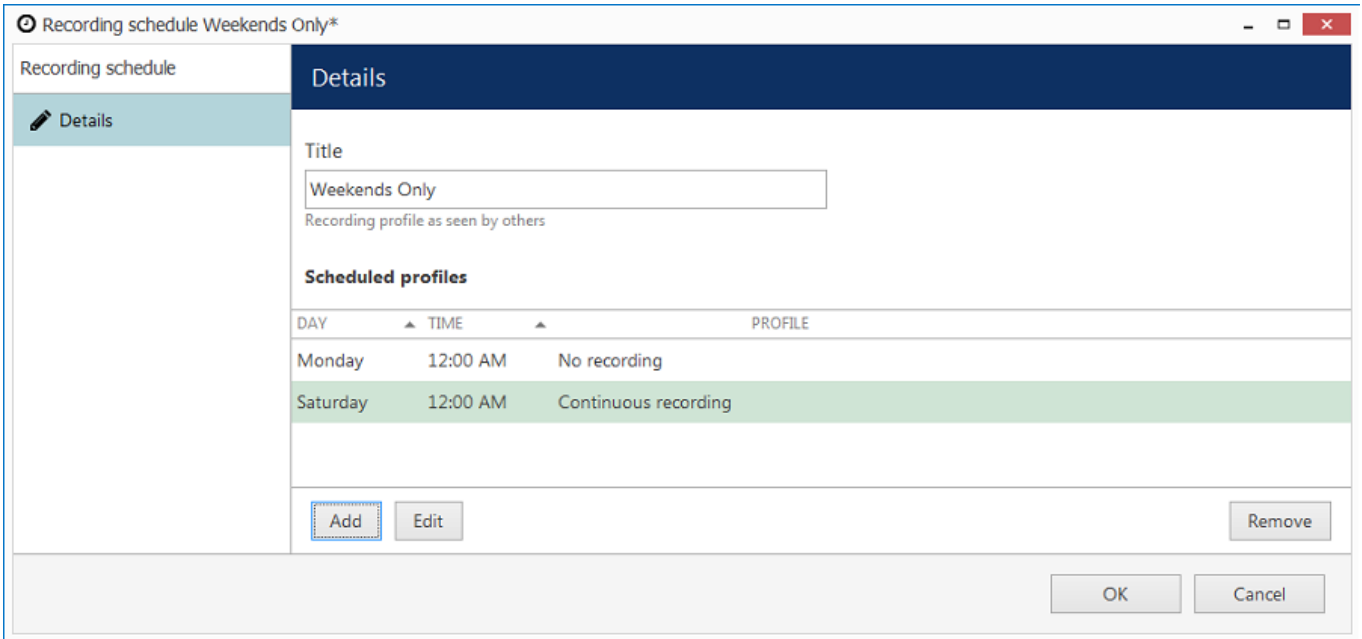 Recording schedule Weekends Only*
Recording schedule
Details
Details
Title
Weekends Only
Recording profile as seen by others
Scheduled profiles
DAY TIME PROFILE
Monday 12:00 AM No recording
Saturday 12:00 AM Continuous recording
Add Edit Remove
OK Cancel